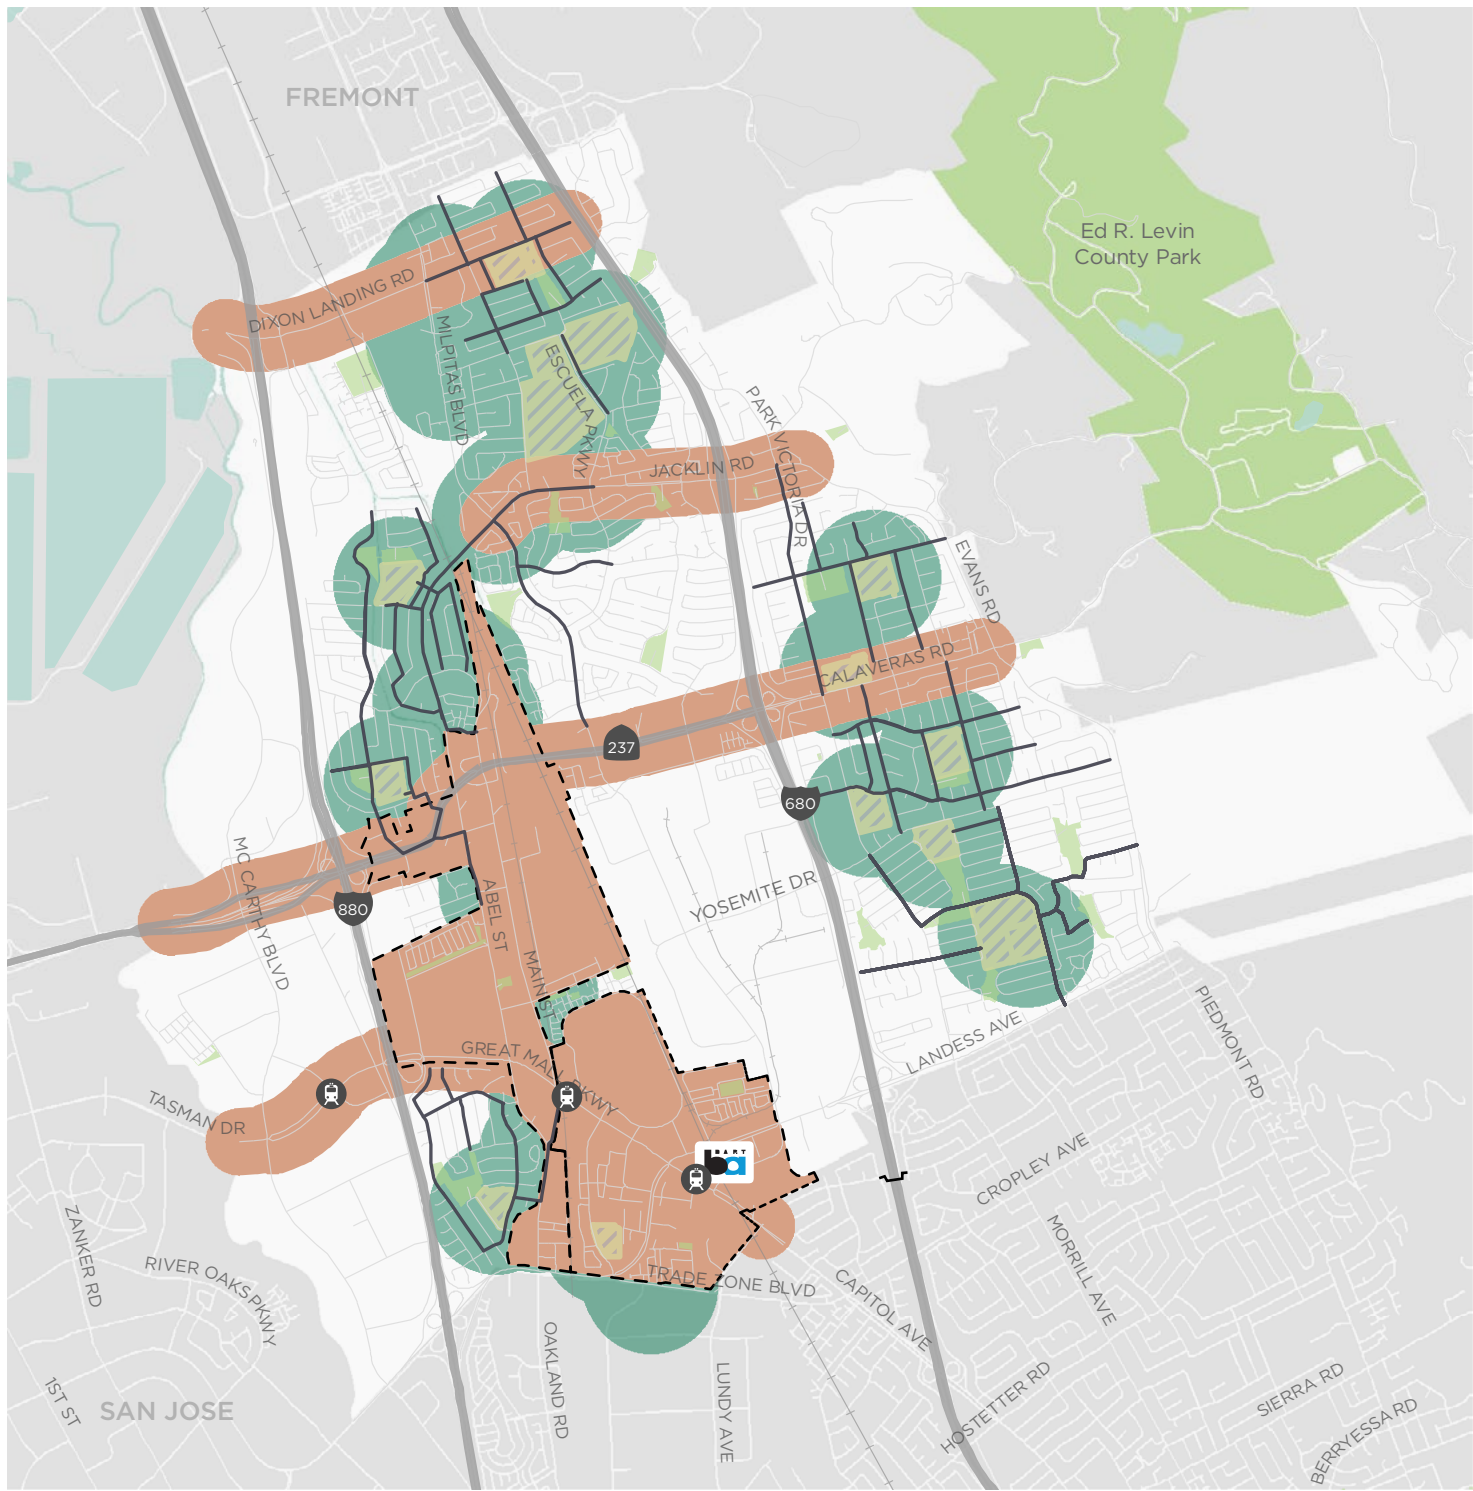 FREMONT
Ed R. Levin
County Park
DIXON LANDING RD
MILPITAS BLVD
ESCUELA PKWY
PARK VICTORIA DR
JACKLIN RD
EVANS RD
CALAVERAS RD
237
680
MC CARTHY BLVD
880
ABEL ST
YOSEMITE DR
MAIN ST
GREAT MALL PKWY
LANDESS AVE
PIEDMONT RD
TASMAN DR
BART
ba
CROPLEY AVE
ZANKER RD
RIVER OAKS PKWY
MORRILL AVE
TRADE ZONE BLVD
CAPITOL AVE
OAKLAND RD
LUNDY AVE
HOSTETTER RD
SIERRA RD
BERRYESSA RD
1ST ST
SAN JOSE